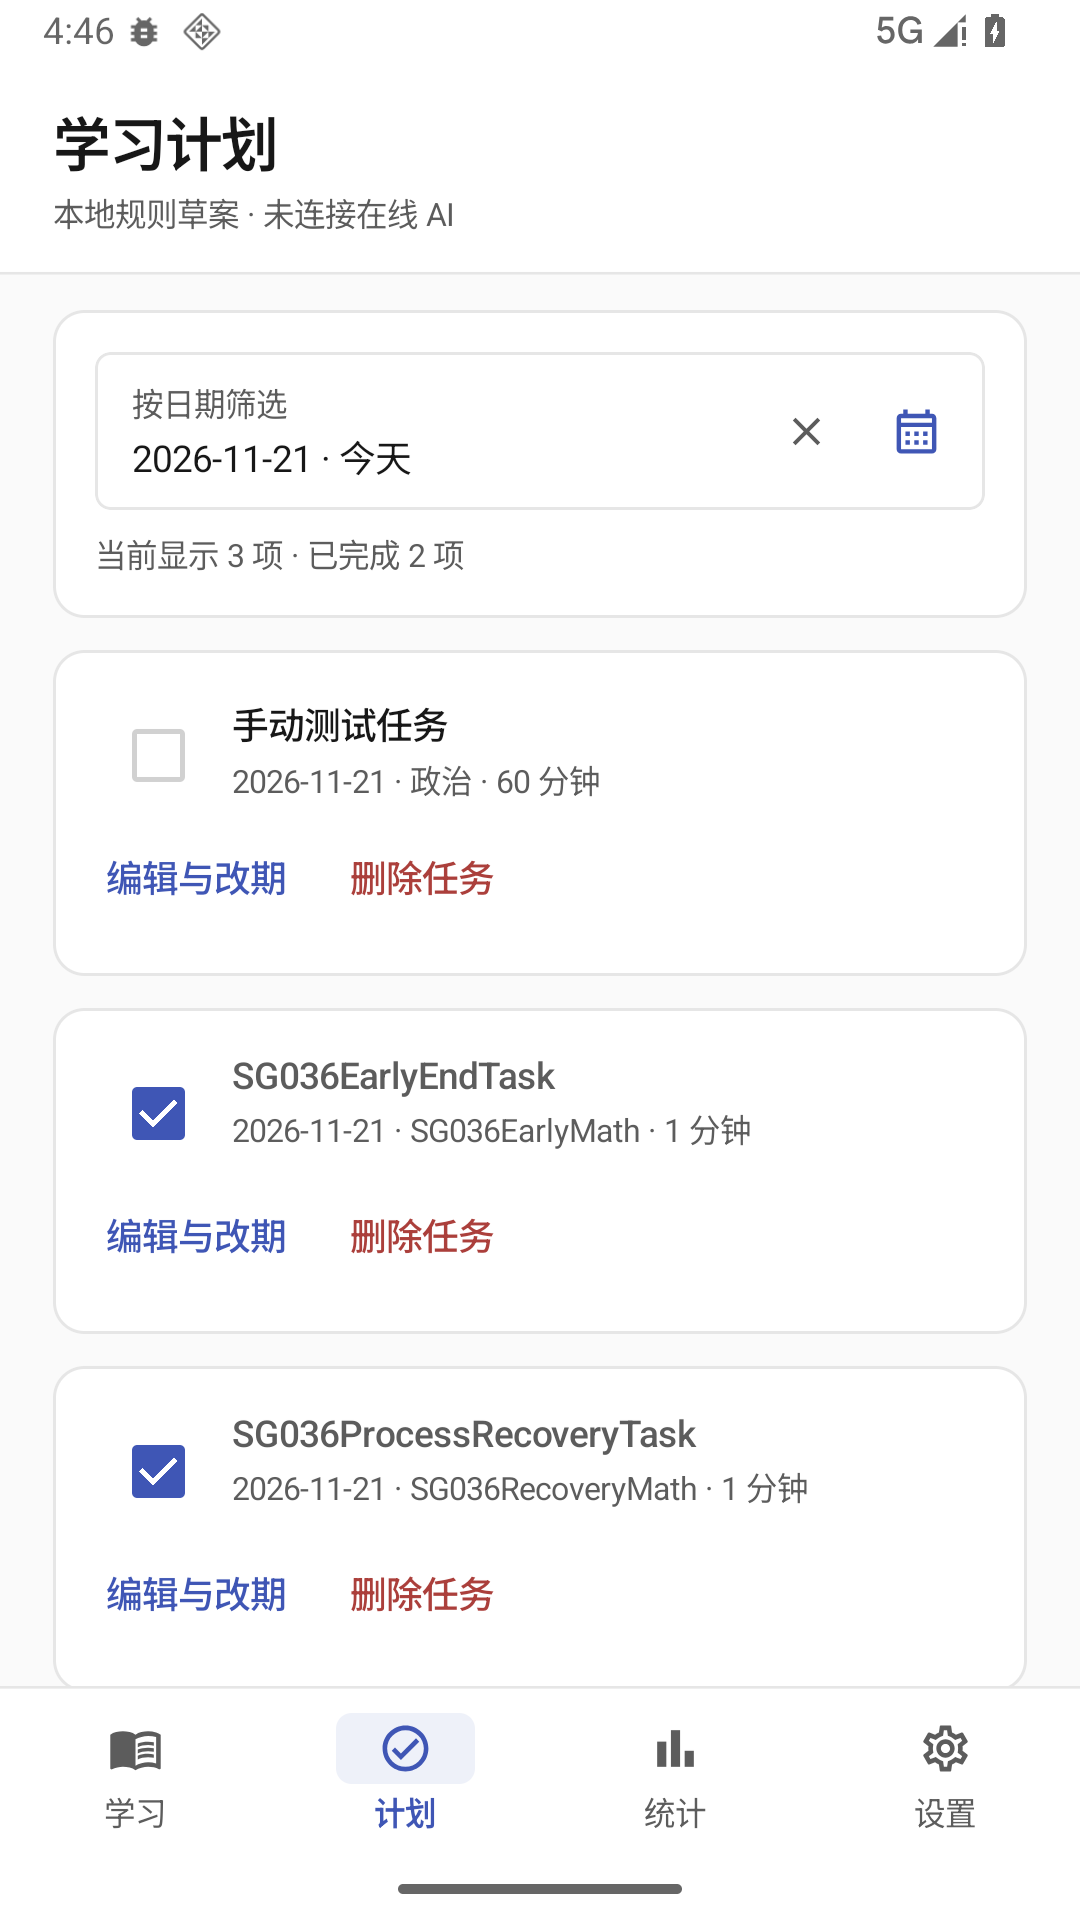 4:46
5G
学习计划
本地规则草案 · 未连接在线 AI
按日期筛选
2026-11-21 · 今天
当前显示 3 项 · 已完成 2 项
手动测试任务
2026-11-21 · 政治 · 60 分钟
编辑与改期 删除任务
SG036EarlyEndTask
2026-11-21 · SG036EarlyMath · 1 分钟
编辑与改期 删除任务
SG036ProcessRecoveryTask
2026-11-21 · SG036RecoveryMath · 1 分钟
编辑与改期 删除任务
学习 计划 统计 设置